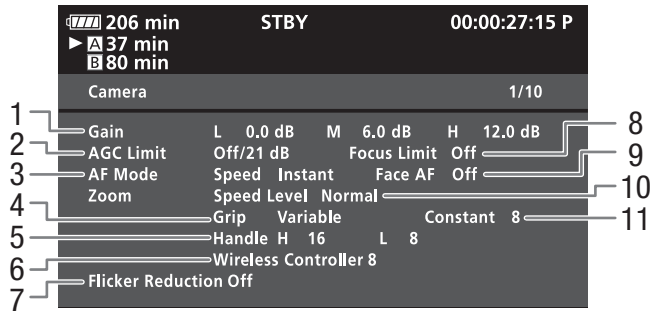 206 min STBY 00:00:27:15 P
A 37 min
B 80 min
Camera 1/10
1 Gain L 0.0 dB M 6.0 dB H 12.0 dB 8
2 AGC Limit Off/21 dB Focus Limit Off 9
3 AF Mode Speed Instant Face AF Off 10
Zoom Speed Level Normal
4 Grip Variable Constant 8 11
5 Handle H 16 L 8
6 Wireless Controller 8
7 Flicker Reduction Off